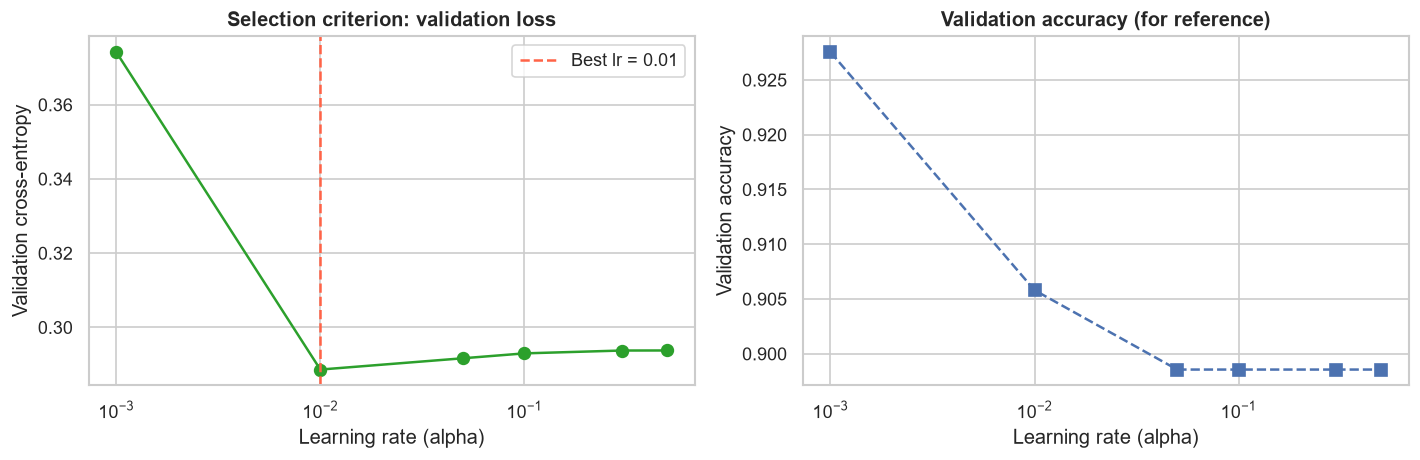 Selection criterion: validation loss
Best lr = 0.01
Validation cross-entropy
0.36
0.34
0.32
0.30
10⁻³
10⁻²
10⁻¹
Learning rate (alpha)
Validation accuracy (for reference)
Validation accuracy
0.925
0.920
0.915
0.910
0.905
0.900
10⁻³
10⁻²
10⁻¹
Learning rate (alpha)